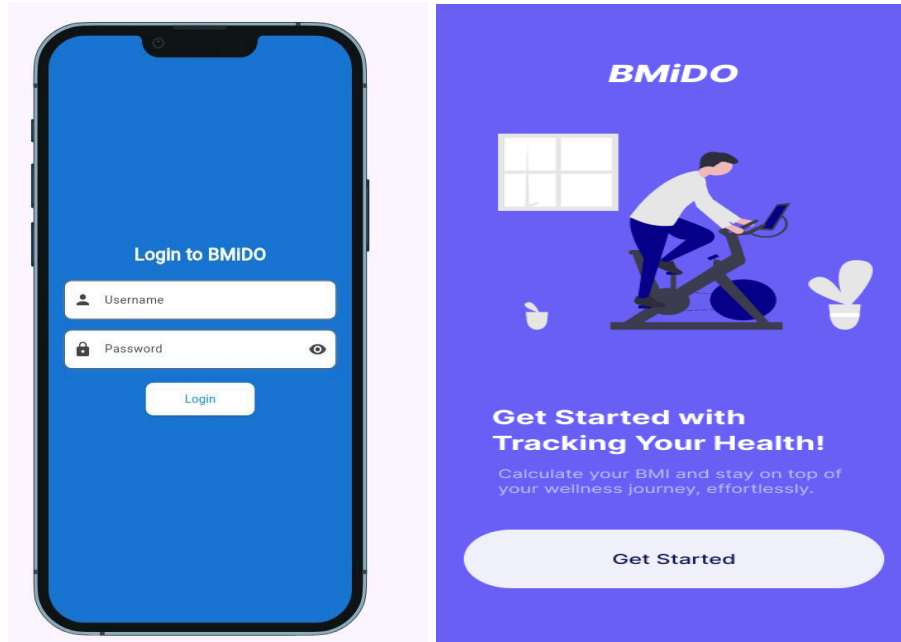 Login to BMIDO
Username
Password
Login
BMiDO
Get Started with
Tracking Your Health!
Calculate your BMI and stay on top of
your wellness journey, effortlessly.
Get Started